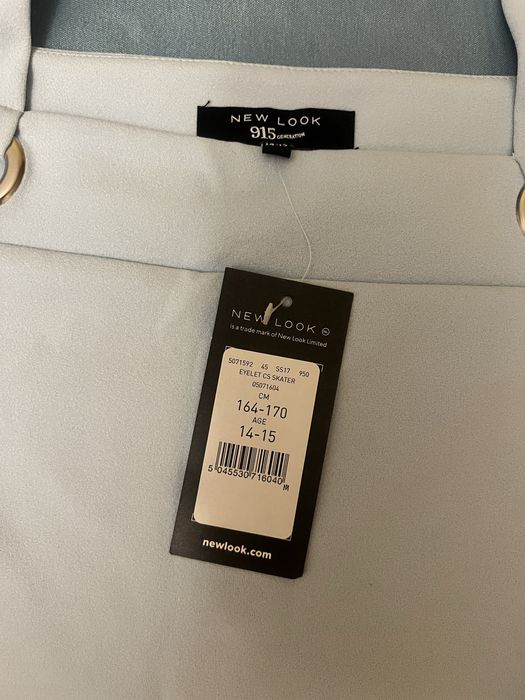 NEW LOOK
915 GENERATION
NEW LOOK
is a trade mark of New Look Limited
5071592 45 SS17 950
EYELET CS SKATER
05071604
CM
164-170
AGE
14-15
5 045530 716040
newlook.com